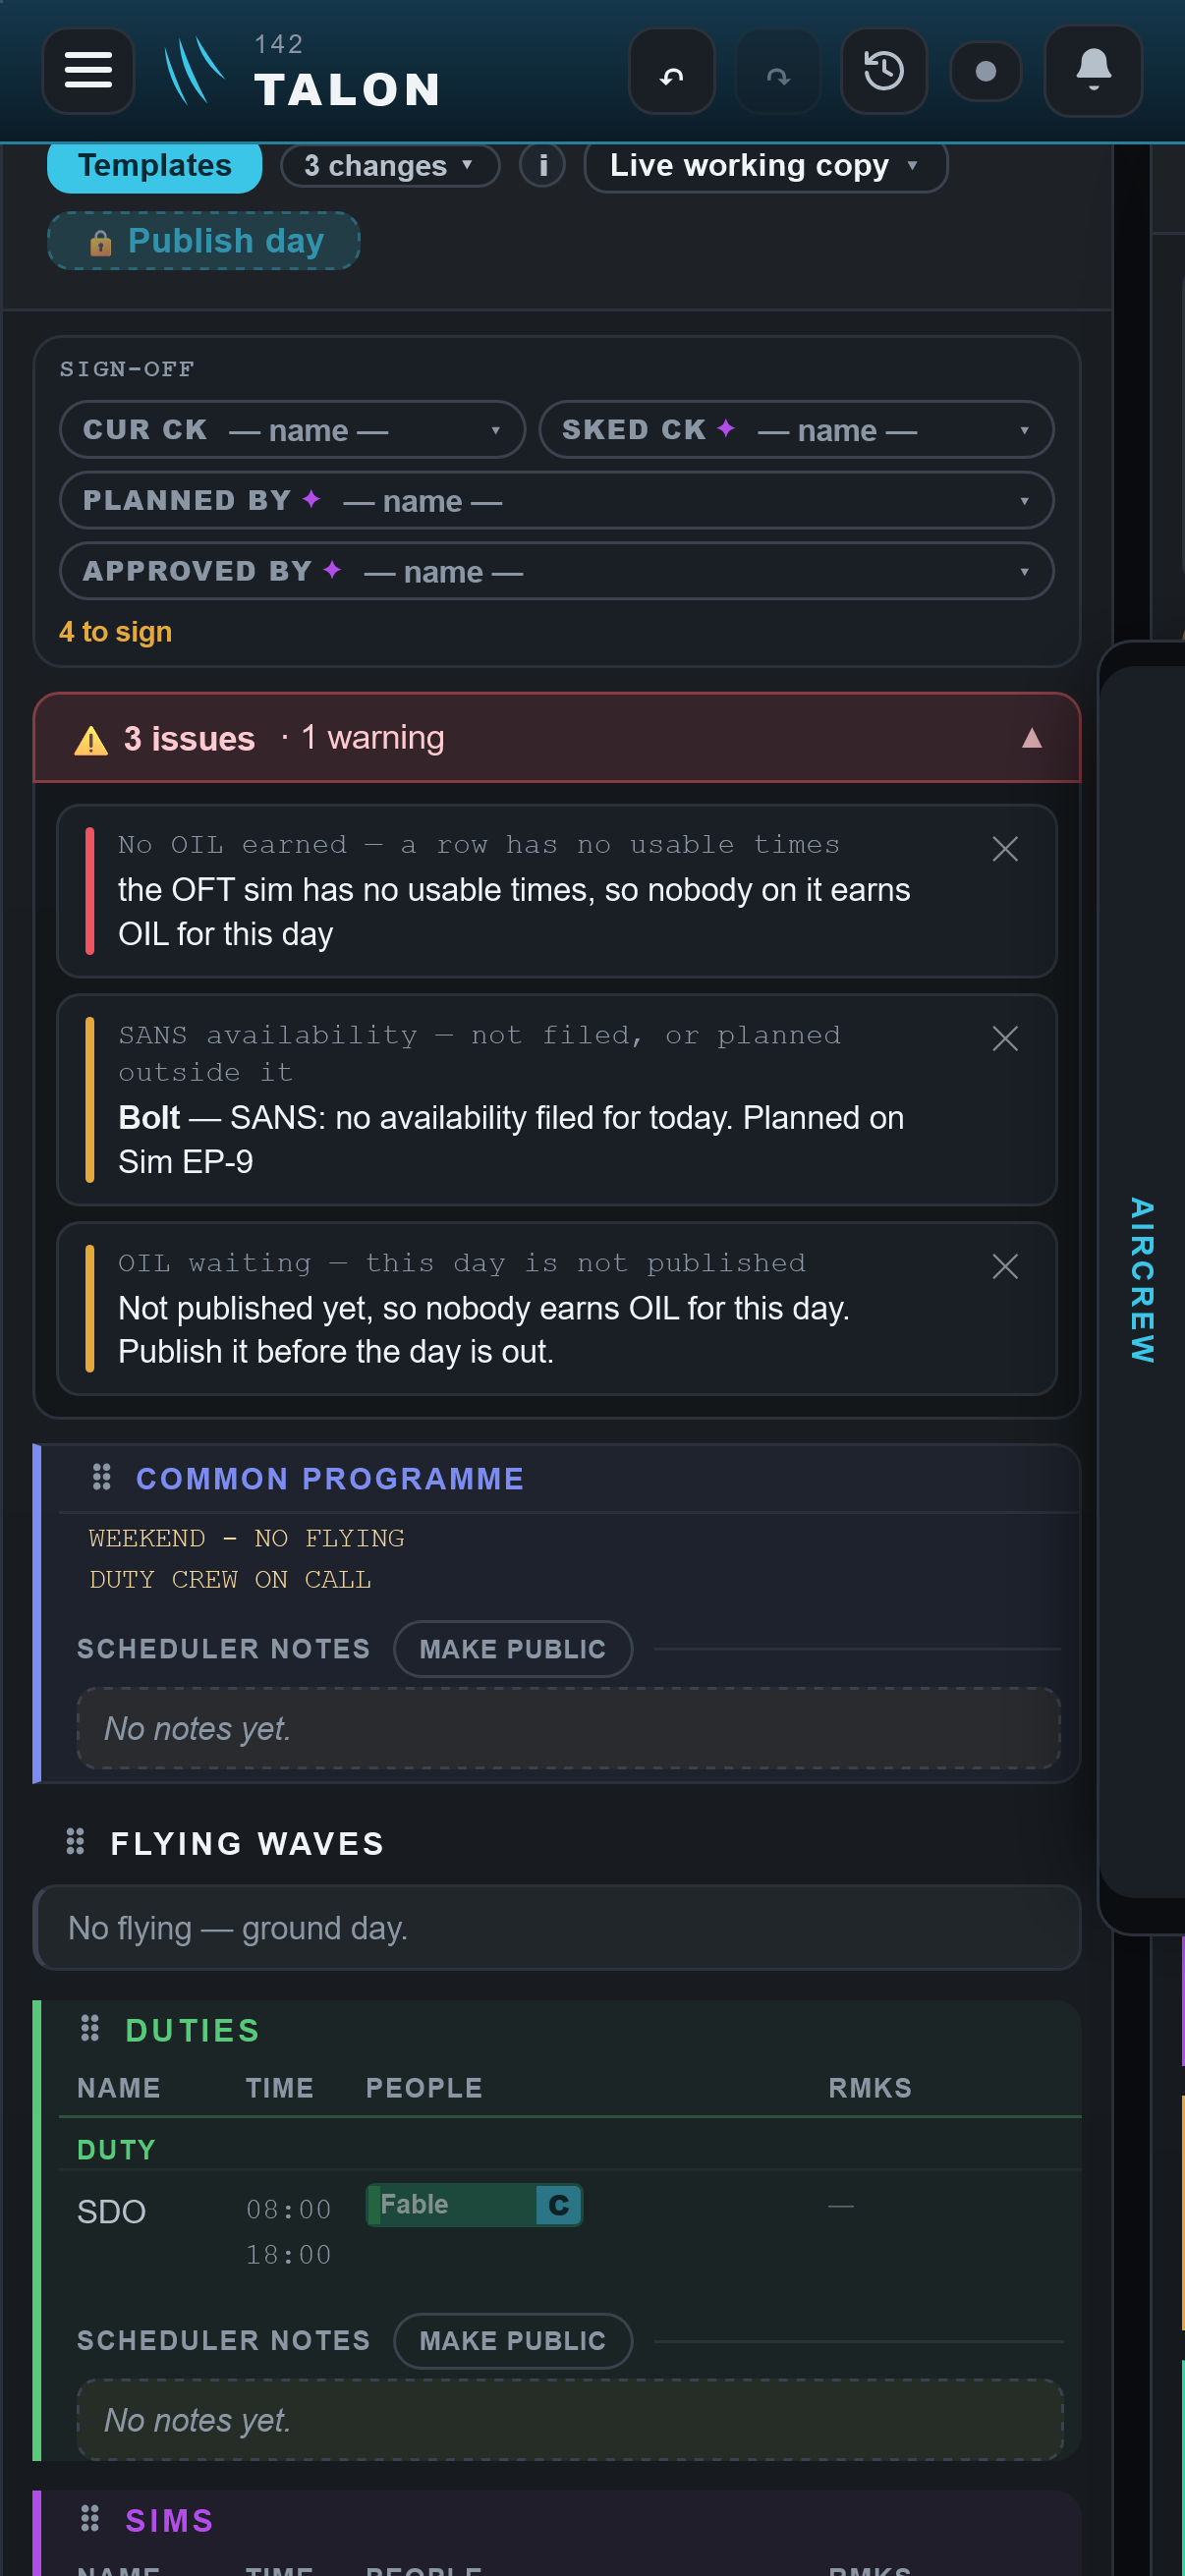 142
TALON
Templates
3 changes
i
Live working copy
Publish day
SIGN-OFF
CUR CK — name —
SKED CK — name —
PLANNED BY — name —
APPROVED BY — name —
4 to sign
3 issues · 1 warning
No OIL earned — a row has no usable times
the OFT sim has no usable times, so nobody on it earns
OIL for this day
SANS availability — not filed, or planned
outside it
Bolt — SANS: no availability filed for today. Planned on
Sim EP-9
OIL waiting — this day is not published
Not published yet, so nobody earns OIL for this day.
Publish it before the day is out.
AIRCREW
COMMON PROGRAMME
WEEKEND - NO FLYING
DUTY CREW ON CALL
SCHEDULER NOTES MAKE PUBLIC
No notes yet.
FLYING WAVES
No flying — ground day.
DUTIES
NAME TIME PEOPLE RMKS
DUTY
SDO 08:00 Fable C —
18:00
SCHEDULER NOTES MAKE PUBLIC
No notes yet.
SIMS
NAME TIME PEOPLE RMKS